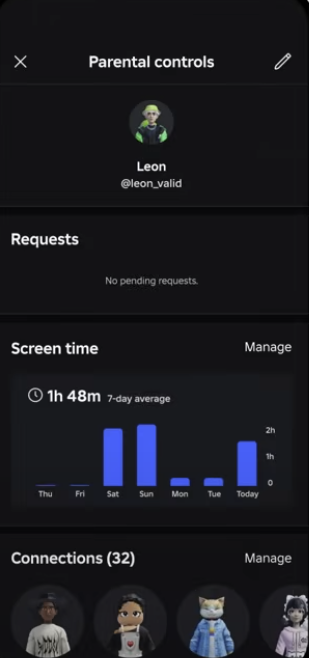 Parental controls
Leon
@leon_valid
Requests
No pending requests.
Screen time Manage
1h 48m 7-day average
2h
1h
0
Thu Fri Sat Sun Mon Tue Today
Connections (32) Manage